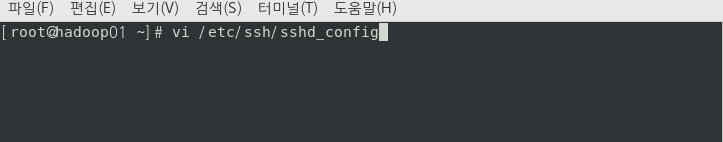 파일(F) 편집(E) 보기(V) 검색(S) 터미널(T) 도움말(H)
[root@hadoop01 ~]# vi /etc/ssh/sshd_config